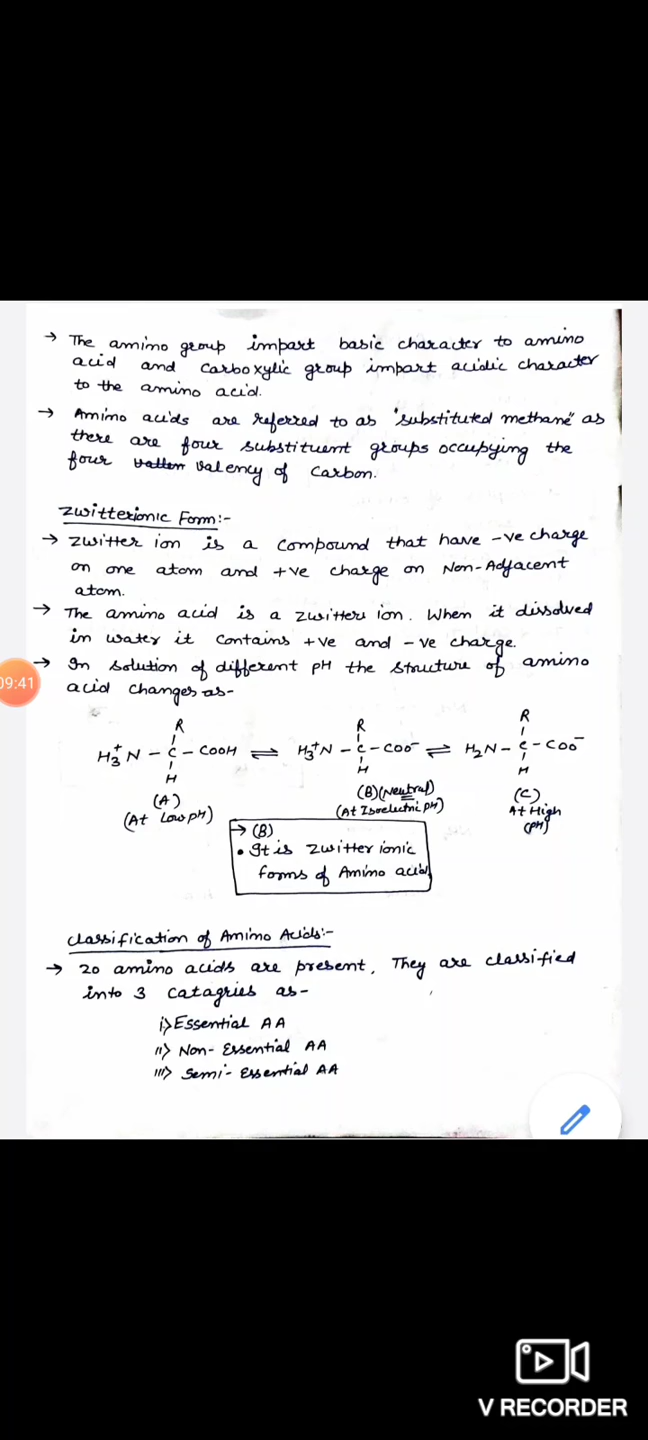 → The amino group impart basic character to amino
acid and carboxylic group impart acidic character
to the amino acid.
→ Amino acids are referred to as "substituted methane" as
there are four substituent groups occupying the
four valency of carbon.
Zwitterionic Form:-
→ Zwitter ion is a compound that have -ve charge
on one atom and +ve charge on Non-Adjacent
atom.
→ The amino acid is a zwitter ion. When it dissolved
in water it contains +ve and -ve charge.
→ In solution of different pH the structure of amino
09:41
acid changes as-
R R R
H₃⁺N - C - COOH ⇌ H₃⁺N - C - COO⁻ ⇌ H₂N - C - COO⁻
H H H
(A) (B) (Neutral) (C)
(At Low pH) (At Isoelectric pH) At High
(pH)
→ (B)
• It is zwitter ionic
forms of Amino acid
Classification of Amino Acids:-
→ 20 amino acids are present. They are classified
into 3 catagries as-
i> Essential AA
ii> Non-Essential AA
iii> Semi-Essential AA
V RECORDER